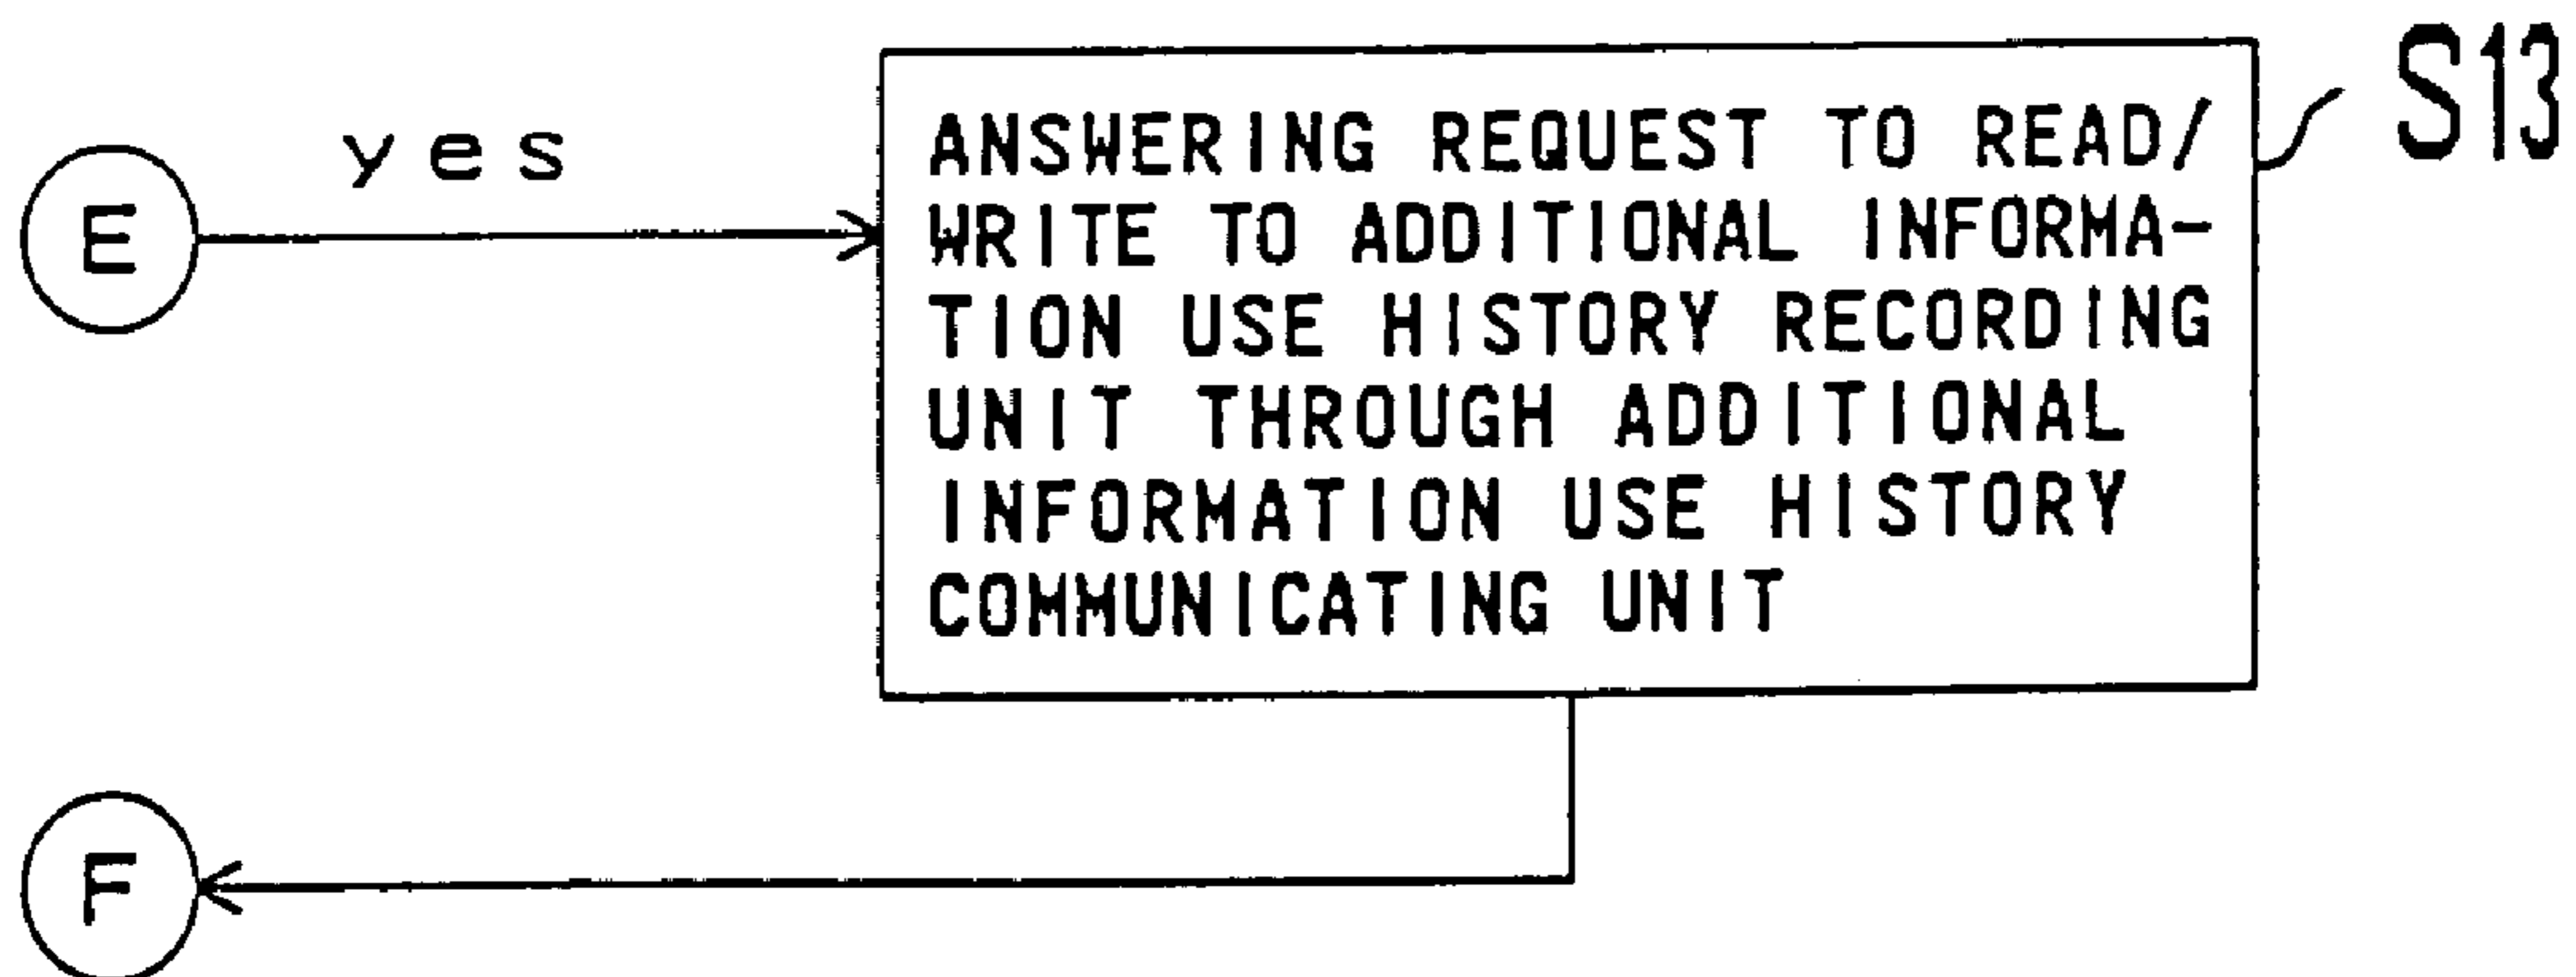 S13
yes
E
ANSWERING REQUEST TO READ/
WRITE TO ADDITIONAL INFORMA-
TION USE HISTORY RECORDING
UNIT THROUGH ADDITIONAL
INFORMATION USE HISTORY
COMMUNICATING UNIT
F